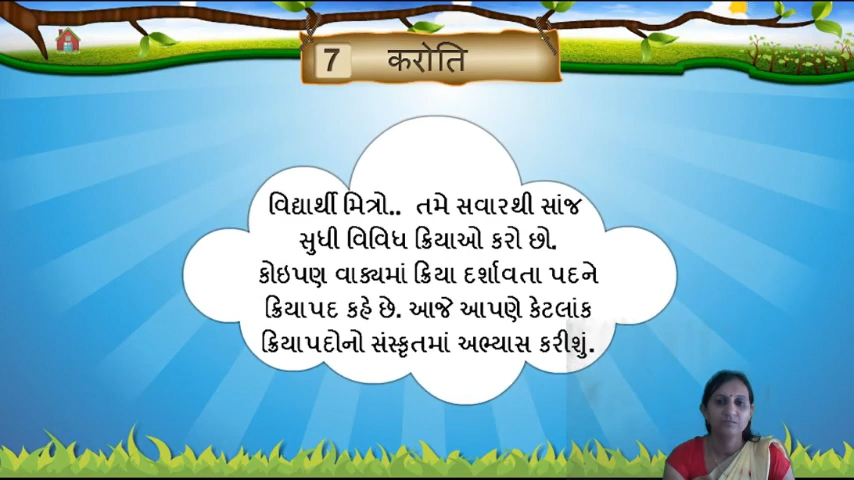 7 કરોતિ
વિદ્યાર્થી મિત્રો.. તમે સવારથી સાંજ
સુધી વિવિધ ક્રિયાઓ કરો છો.
કોઇપણ વાક્યમાં ક્રિયા દર્શાવતા પદને
ક્રિયાપદ કહે છે. આજે આપણે કેટલાંક
ક્રિયાપદોનો સંસ્કૃતમાં અભ્યાસ કરીશું.